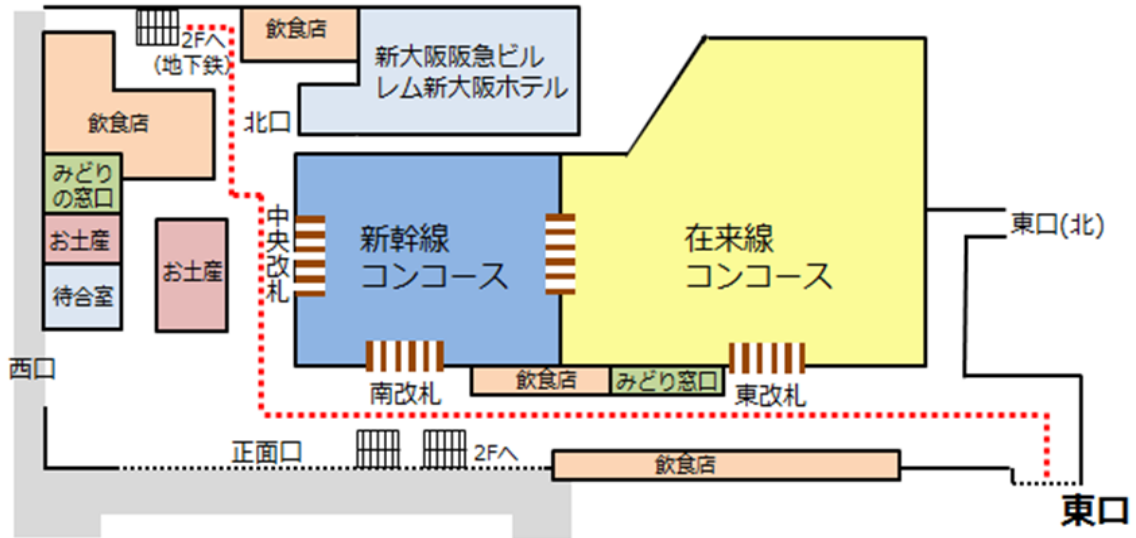 2Fへ
(地下鉄)
飲食店
新大阪阪急ビル
レム新大阪ホテル
飲食店
北口
みどり
の窓口
お土産
待合室
お土産
中央改札
新幹線
コンコース
在来線
コンコース
東口(北)
西口
南改札
飲食店
みどり窓口
東改札
正面口
2Fへ
飲食店
東口